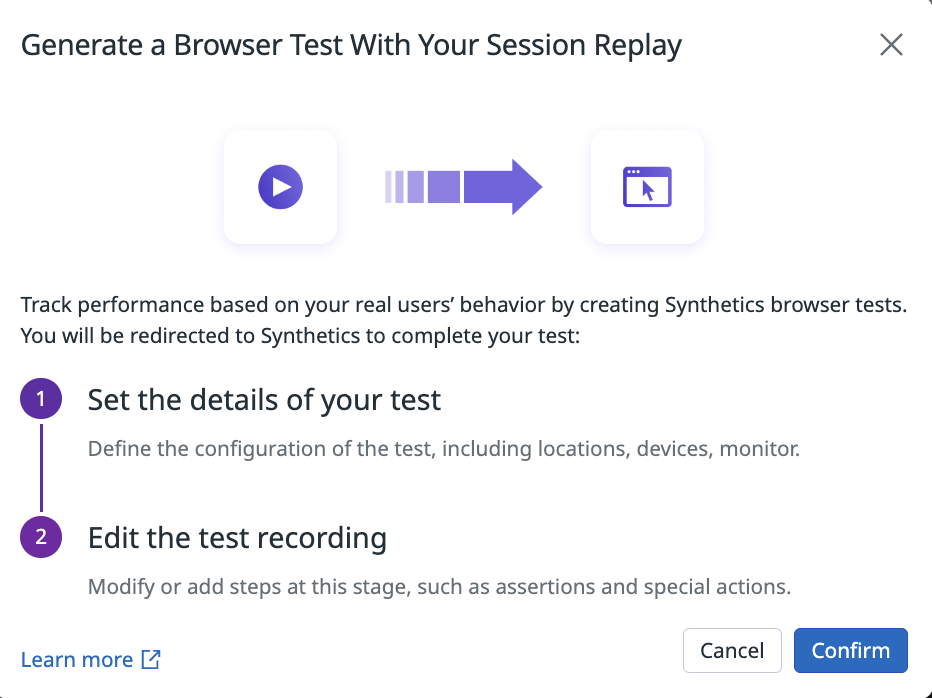 Generate a Browser Test With Your Session Replay
Track performance based on your real users’ behavior by creating Synthetics browser tests.
You will be redirected to Synthetics to complete your test:
1
Set the details of your test
Define the configuration of the test, including locations, devices, monitor.
2
Edit the test recording
Modify or add steps at this stage, such as assertions and special actions.
Learn more
Cancel
Confirm